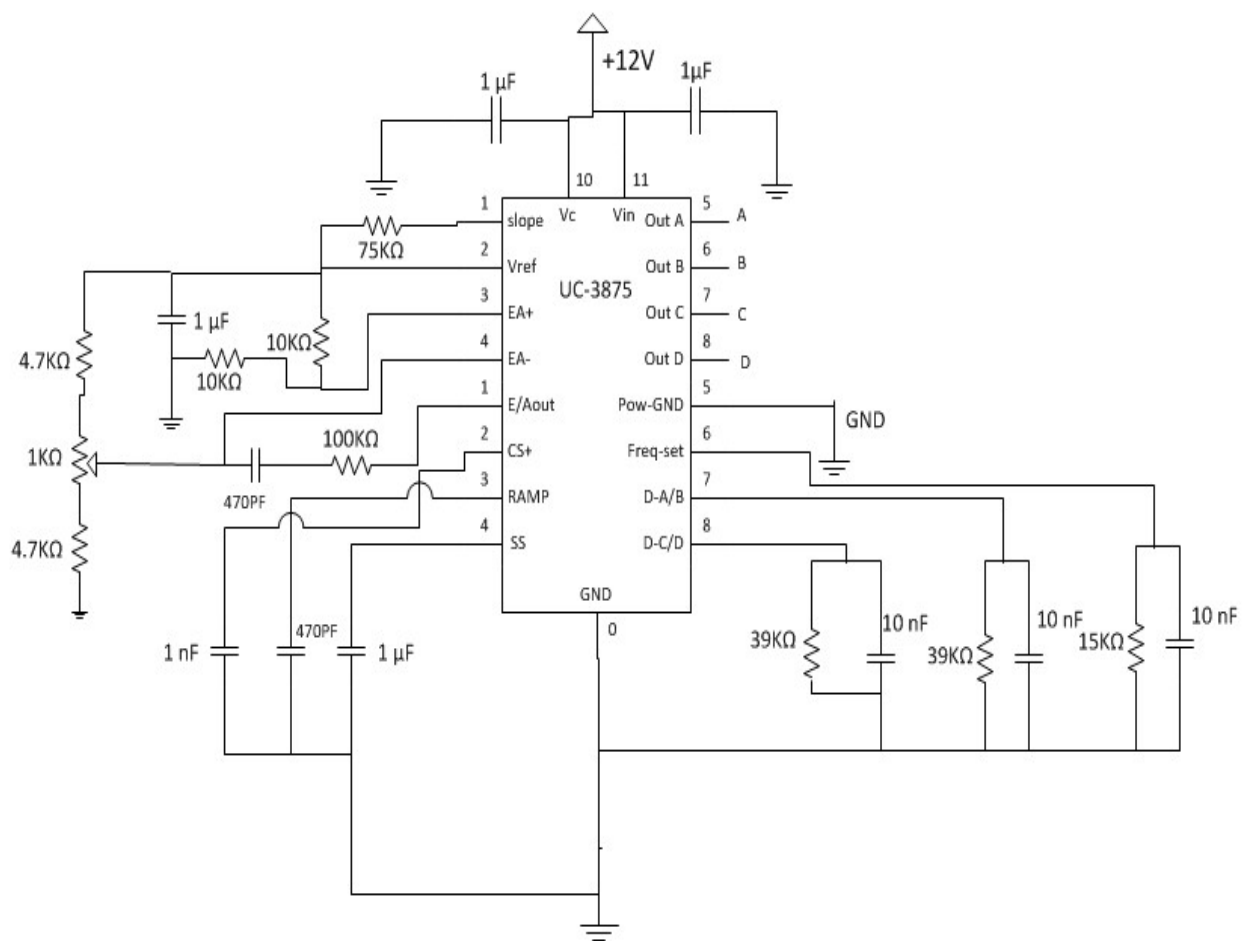 +12V
1 µF
1µF
10
11
1
slope
Vc
Vin
Out A
5
A
75KΩ
2
Vref
Out B
6
B
UC-3875
3
EA+
Out C
7
C
1 µF
10KΩ
4.7KΩ
10KΩ
4
EA-
Out D
8
D
1
E/Aout
Pow-GND
5
GND
1KΩ
100KΩ
470PF
2
CS+
Freq-set
6
3
RAMP
D-A/B
7
4
SS
D-C/D
8
4.7KΩ
GND
0
1 nF
470PF
1 µF
39KΩ
10 nF
39KΩ
10 nF
15KΩ
10 nF